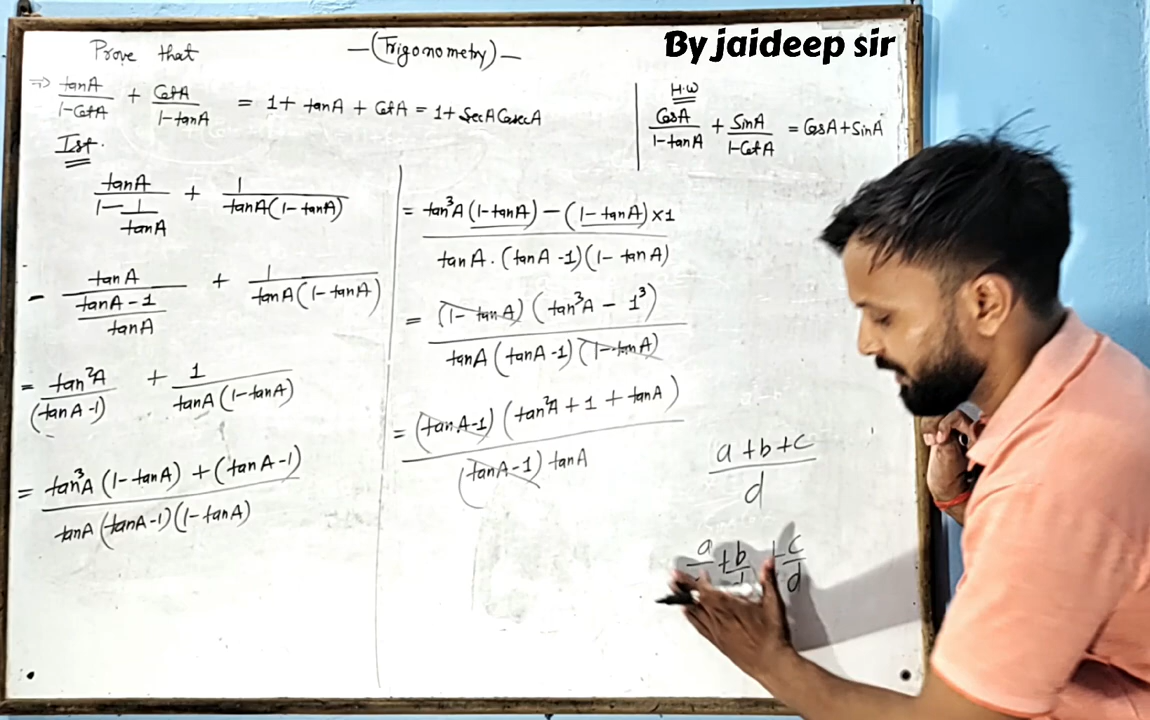 By jaideep sir
Prove that
—(Trigonometry)—
⇒ tanA/(1-CotA) + CotA/(1-tanA) = 1+ tanA + CotA = 1+ SecACosecA
Ist.
tanA/(1-1/tanA) + 1/(tanA(1-tanA))
- tanA/((tanA-1)/tanA) + 1/(tanA(1-tanA))
= tan²A/(tanA-1) + 1/(tanA(1-tanA))
= (tan³A (1-tanA) + (tanA-1))/(tanA(tanA-1)(1-tanA))
= (tan³A (1-tanA) - (1-tanA)×1)/(tanA.(tanA-1)(1-tanA))
= ((1-tanA) (tan³A - 1³))/(tanA (tanA-1) (1-tanA))
= ((tanA-1) (tan²A + 1 + tanA))/((tanA-1) tanA)
H.W
CosA/(1-tanA) + SinA/(1-CotA) = CosA+SinA
(a+b+c)/d
a + b + c/d